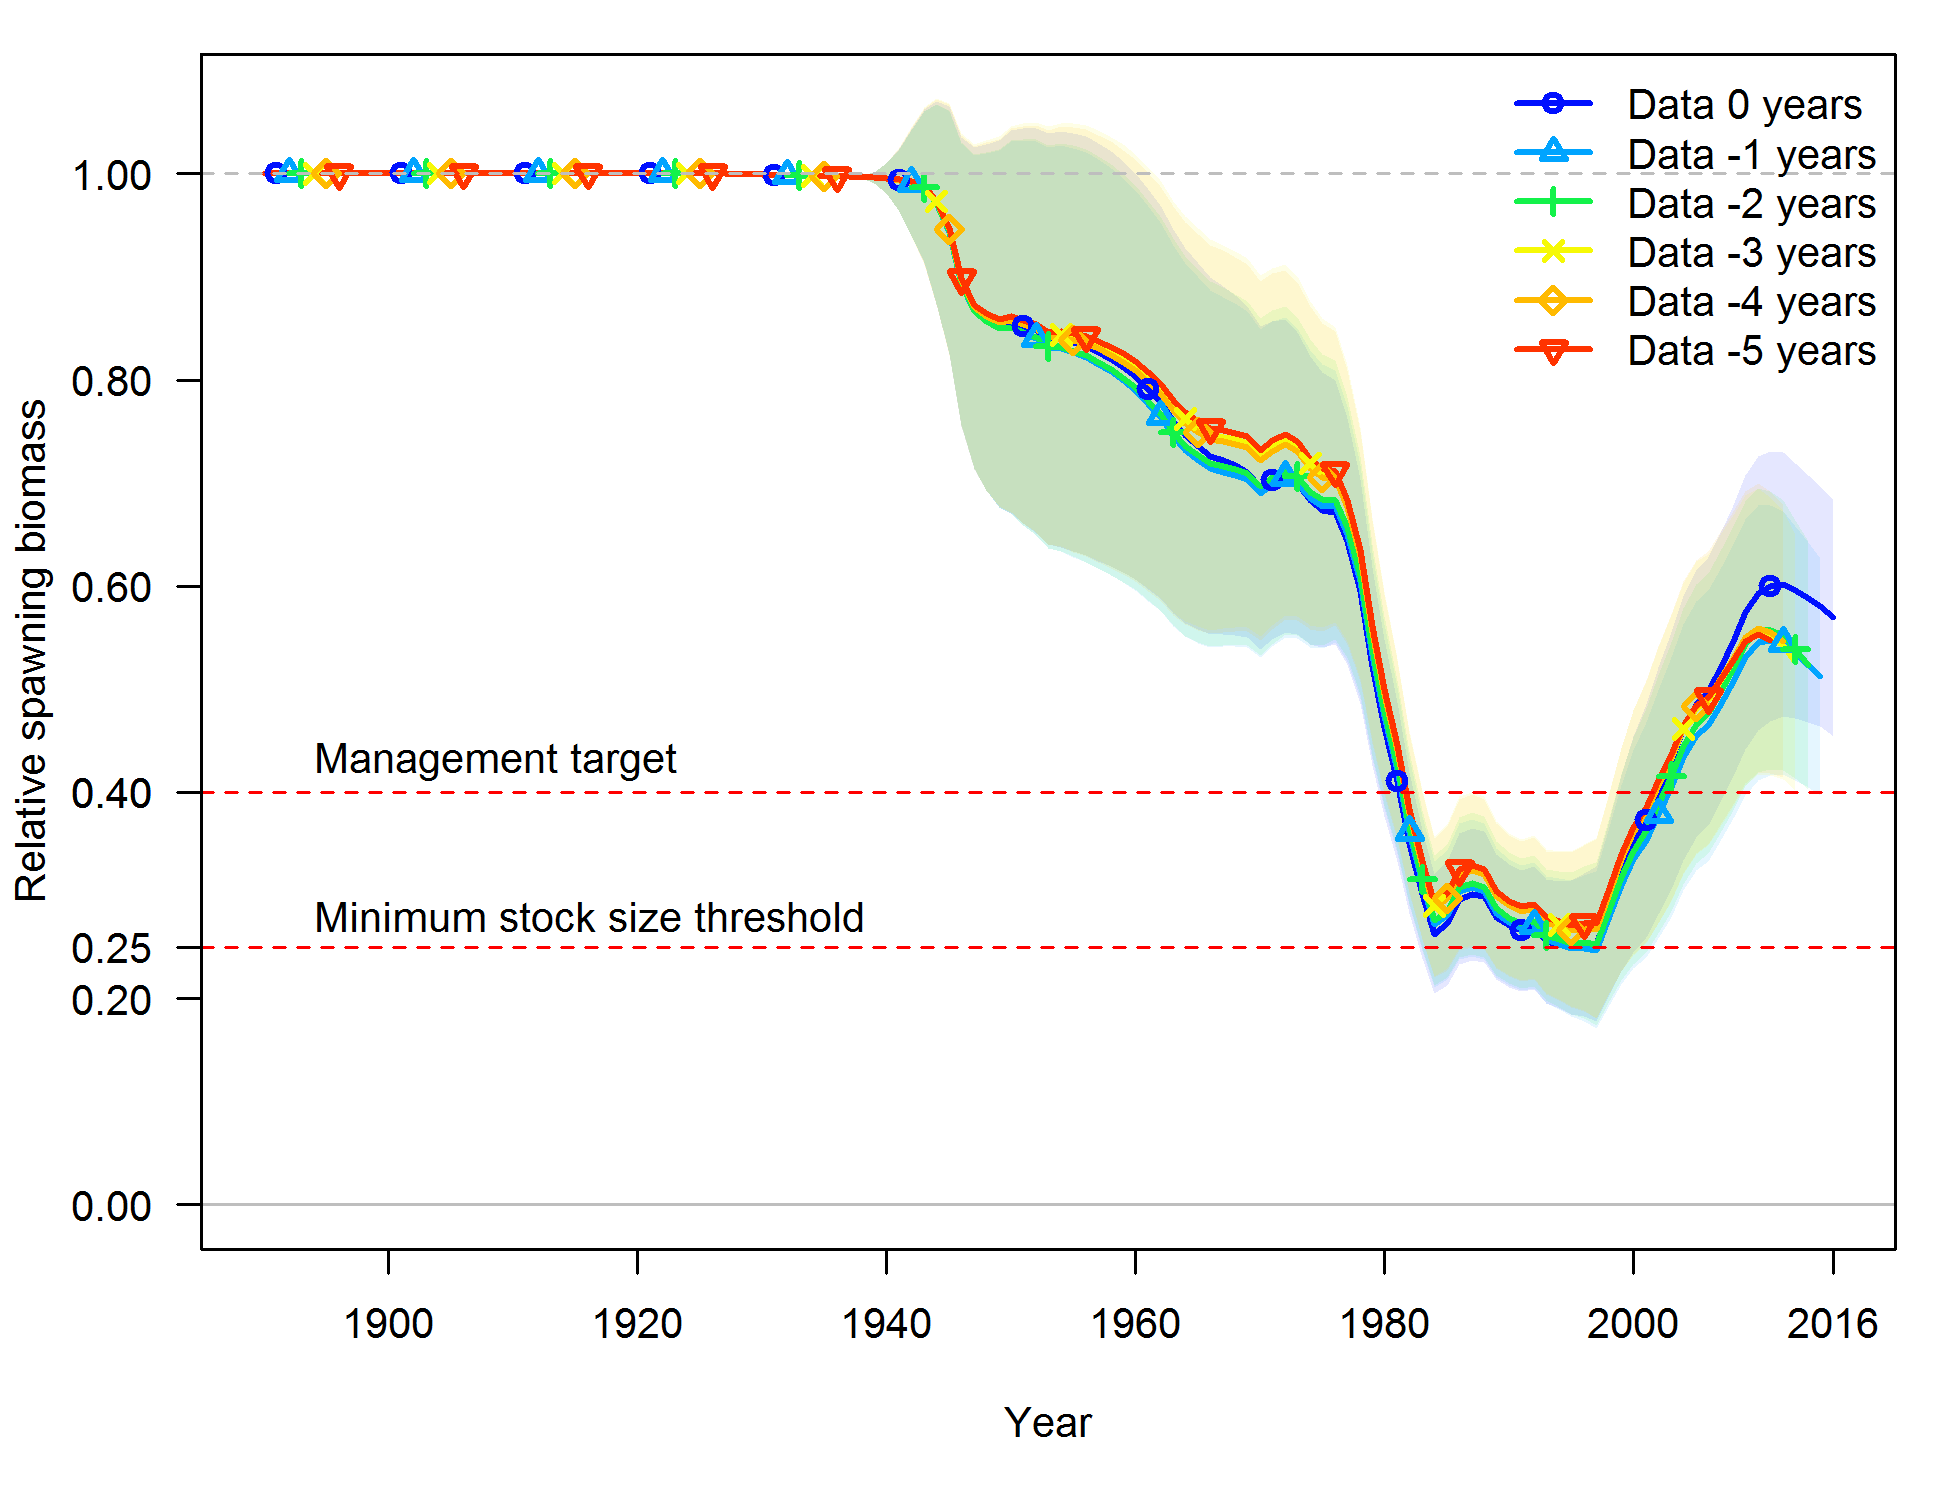 Data 0 years
Data -1 years
Data -2 years
Data -3 years
Data -4 years
Data -5 years
1.00
0.80
0.60
0.40
0.25
0.20
0.00
Relative spawning biomass
Management target
Minimum stock size threshold
1900
1920
1940
1960
1980
2000
2016
Year